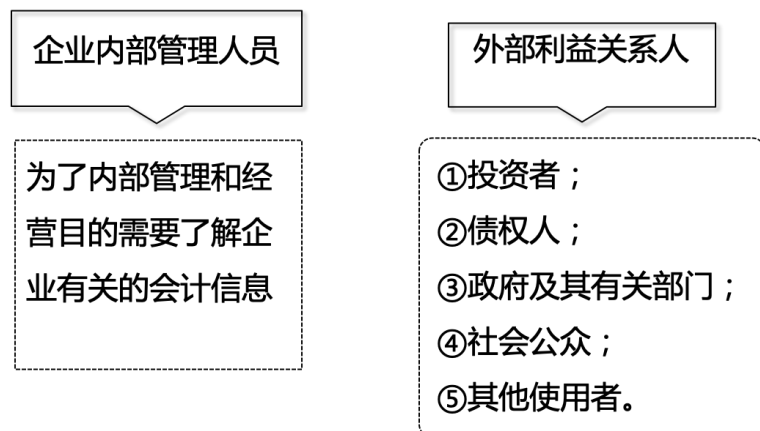 企业内部管理人员
为了内部管理和经
营目的需要了解企
业有关的会计信息
外部利益关系人
①投资者；
②债权人；
③政府及其有关部门；
④社会公众；
⑤其他使用者。